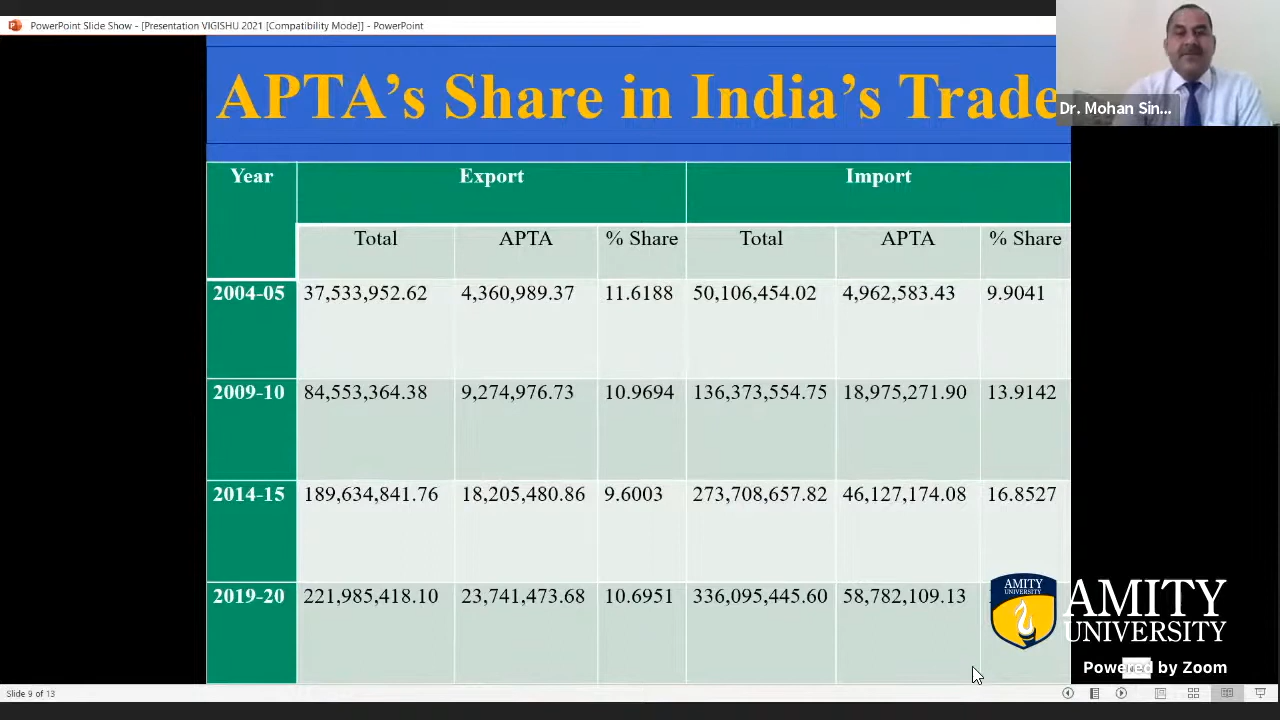 PowerPoint Slide Show - [Presentation VIGISHU 2021 [Compatibility Mode]] - PowerPoint
APTA’s Share in India’s Trade
Dr. Mohan Sin...
Year Export Import
Total APTA % Share Total APTA % Share
2004-05 37,533,952.62 4,360,989.37 11.6188 50,106,454.02 4,962,583.43 9.9041
2009-10 84,553,364.38 9,274,976.73 10.9694 136,373,554.75 18,975,271.90 13.9142
2014-15 189,634,841.76 18,205,480.86 9.6003 273,708,657.82 46,127,174.08 16.8527
2019-20 221,985,418.10 23,741,473.68 10.6951 336,095,445.60 58,782,109.13
AMITY
UNIVERSITY
AMITY
UNIVERSITY
Powered by Zoom
Slide 9 of 13